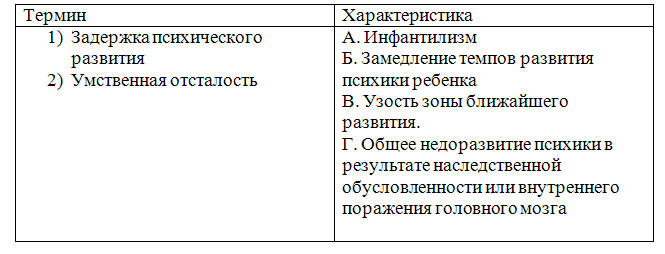 Термин
1) Задержка психического
развития
2) Умственная отсталость
Характеристика
А. Инфантилизм
Б. Замедление темпов развития
психики ребенка
В. Узость зоны ближайшего
развития.
Г. Общее недоразвитие психики в
результате наследственной
обусловленности или внутреннего
поражения головного мозга